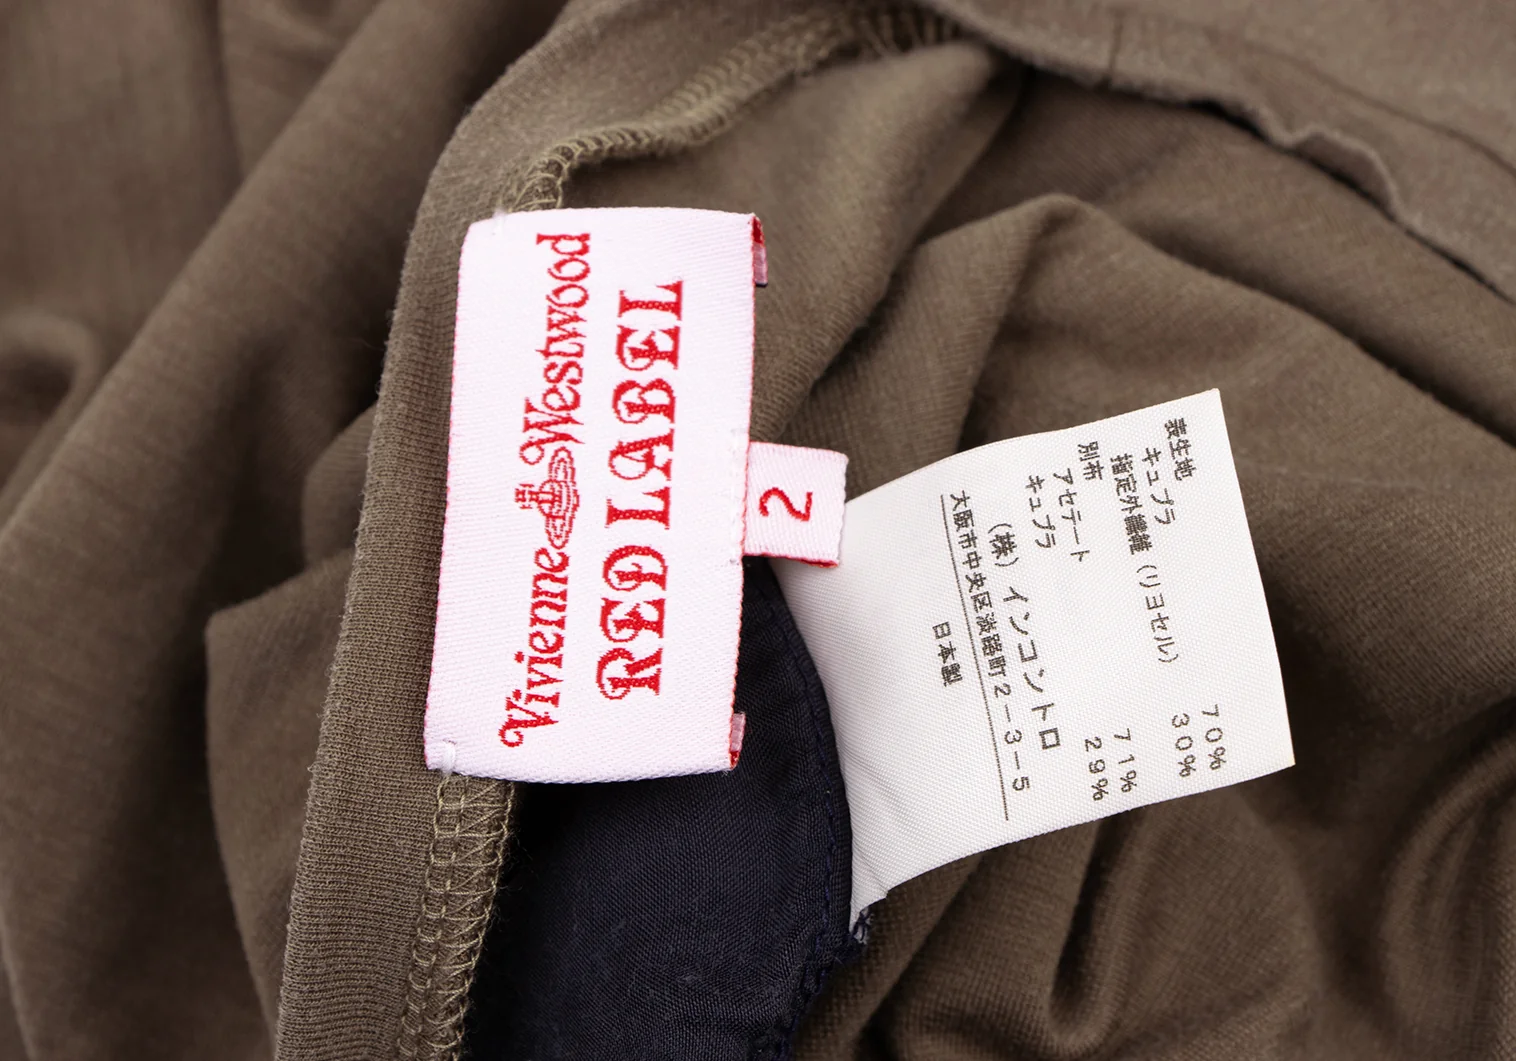 Vivienne Westwood
RED LABEL
2
表生地
キュプラ 70%
指定外繊維（リヨセル） 30%
別布
アセテート 71%
キュプラ 29%
（株）インコントロ
大阪市中央区淡路町2－3－5
日本製